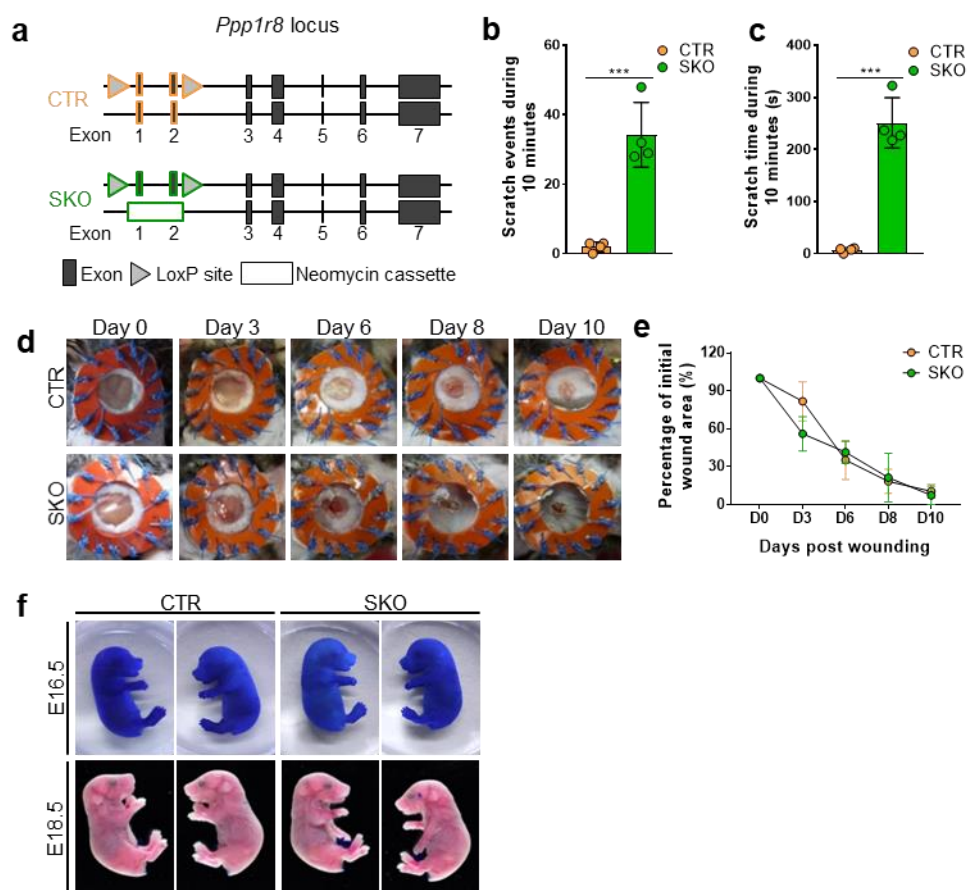 a
Ppp1r8 locus
CTR
Exon 1 2 3 4 5 6 7
SKO
Exon 1 2 3 4 5 6 7
Exon LoxP site Neomycin cassette
b
Scratch events during
10 minutes
60
40
20
0
CTR
SKO
***
c
Scratch time during
10 minutes (s)
400
300
200
100
0
CTR
SKO
***
d
Day 0 Day 3 Day 6 Day 8 Day 10
CTR
SKO
e
Percentage of initial
wound area (%)
120
90
60
30
0
CTR
SKO
D0 D3 D6 D8 D10
Days post wounding
f
CTR SKO
E16.5
E18.5